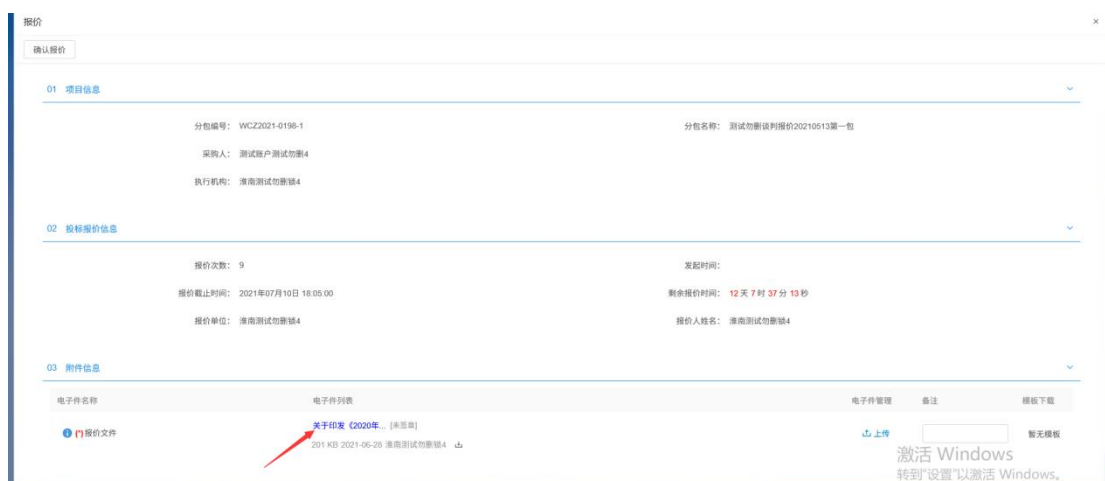 报价 ×
确认报价
01 项目信息
分包编号： WCZ2021-0198-1 分包名称： 测试勿删谈判报价20210513第一包
采购人： 测试账户测试勿删4
执行机构： 淮南测试勿删锁4
02 投标报价信息
报价次数： 9 发起时间：
报价截止时间： 2021年07月10日 18:05:00 剩余报价时间： 12 天 7 时 37 分 13 秒
报价单位： 淮南测试勿删锁4 报价人姓名： 淮南测试勿删锁4
03 附件信息
电子件名称 电子件列表 电子件管理 备注 模板下载
(*)报价文件 关于印发《2020年... [未签章] 上传 暂无模板
201 KB 2021-06-28 淮南测试勿删锁4
激活 Windows
转到"设置"以激活 Windows。